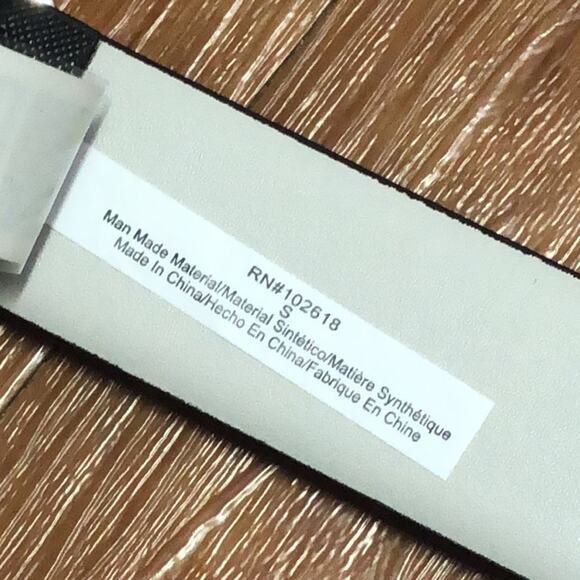 RN#102618
S
Man Made Material/Material Sintético/Matière Synthétique
Made In China/Hecho En China/Fabrique En Chine